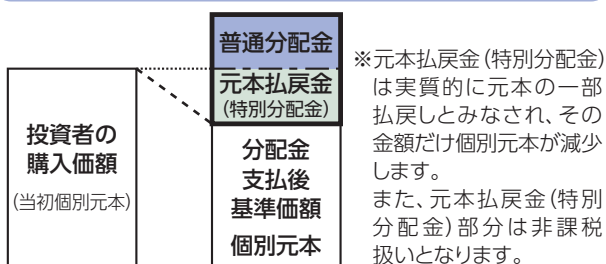 投資者の
購入価額
(当初個別元本)
普通分配金
元本払戻金
(特別分配金)
分配金
支払後
基準価額
個別元本
※元本払戻金(特別分配金)
は実質的に元本の一部
払戻しとみなされ、その
金額だけ個別元本が減少
します。
また、元本払戻金(特別
分配金)部分は非課税
扱いとなります。